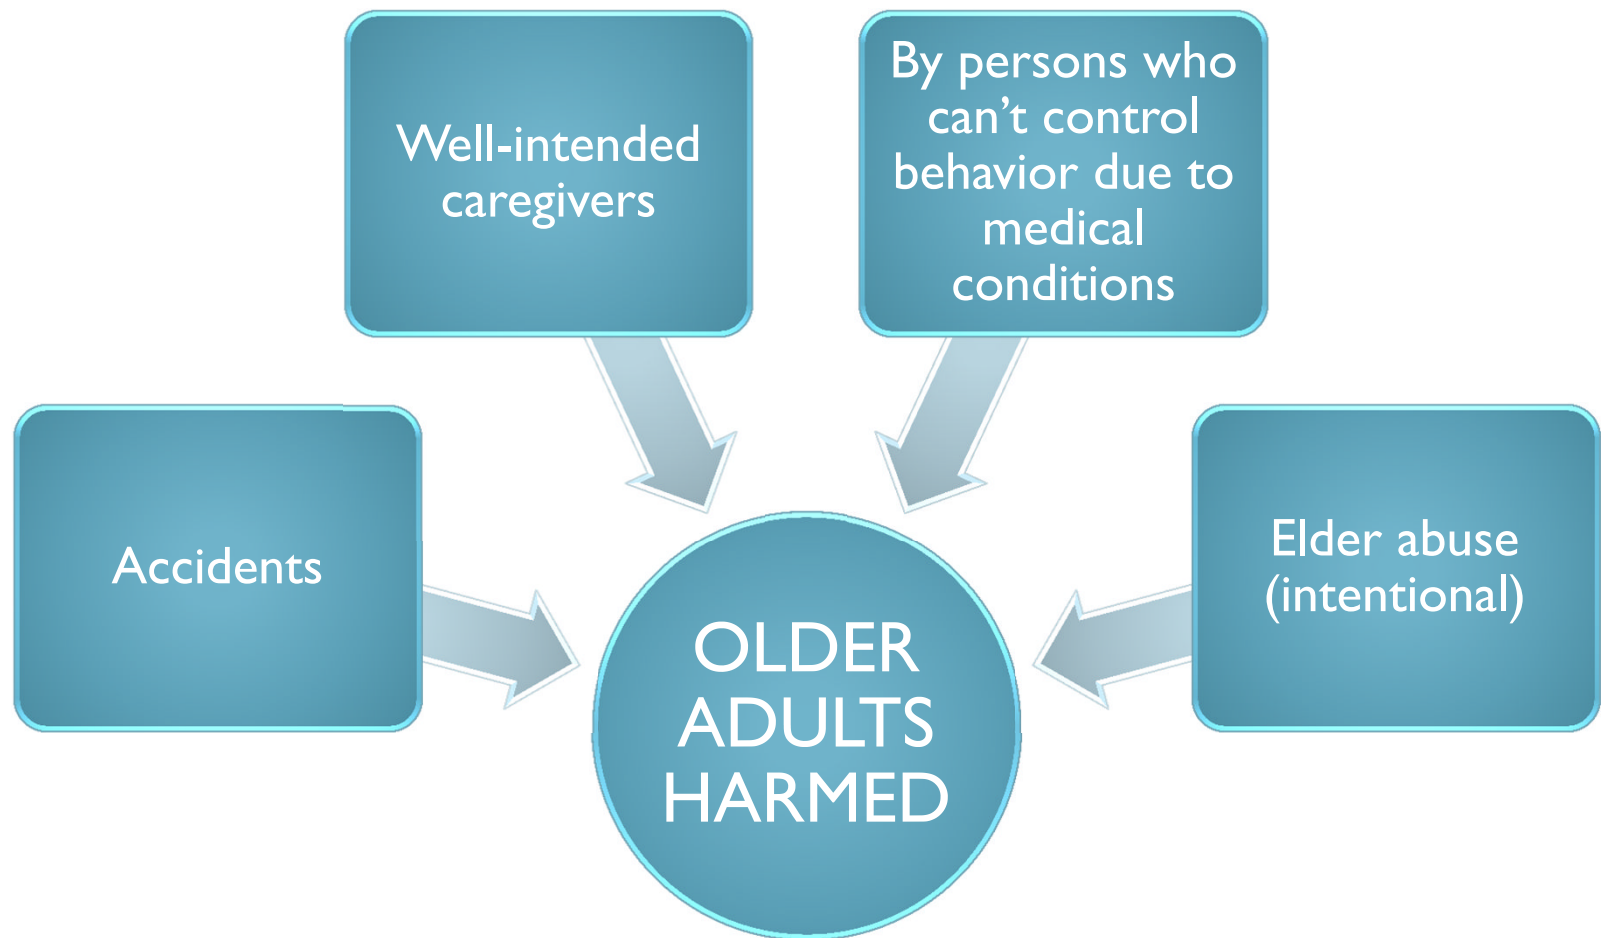 Well-intended
caregivers
By persons who
can’t control
behavior due to
medical
conditions
Accidents
Elder abuse
(intentional)
OLDER
ADULTS
HARMED